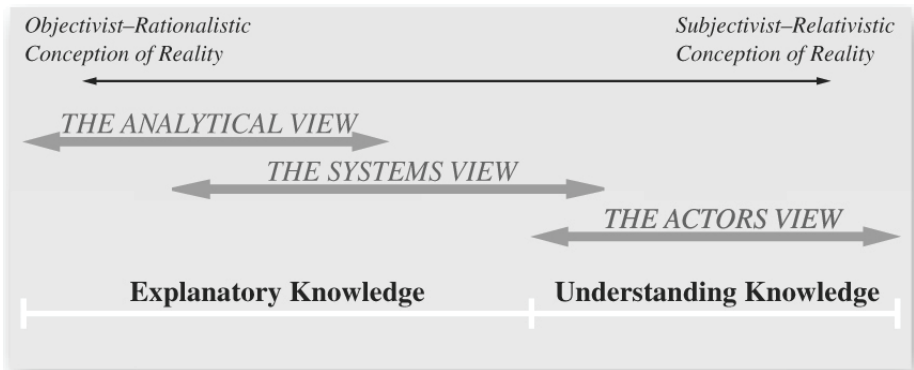 Objectivist–Rationalistic
Conception of Reality
Subjectivist–Relativistic
Conception of Reality
THE ANALYTICAL VIEW
THE SYSTEMS VIEW
THE ACTORS VIEW
Explanatory Knowledge
Understanding Knowledge